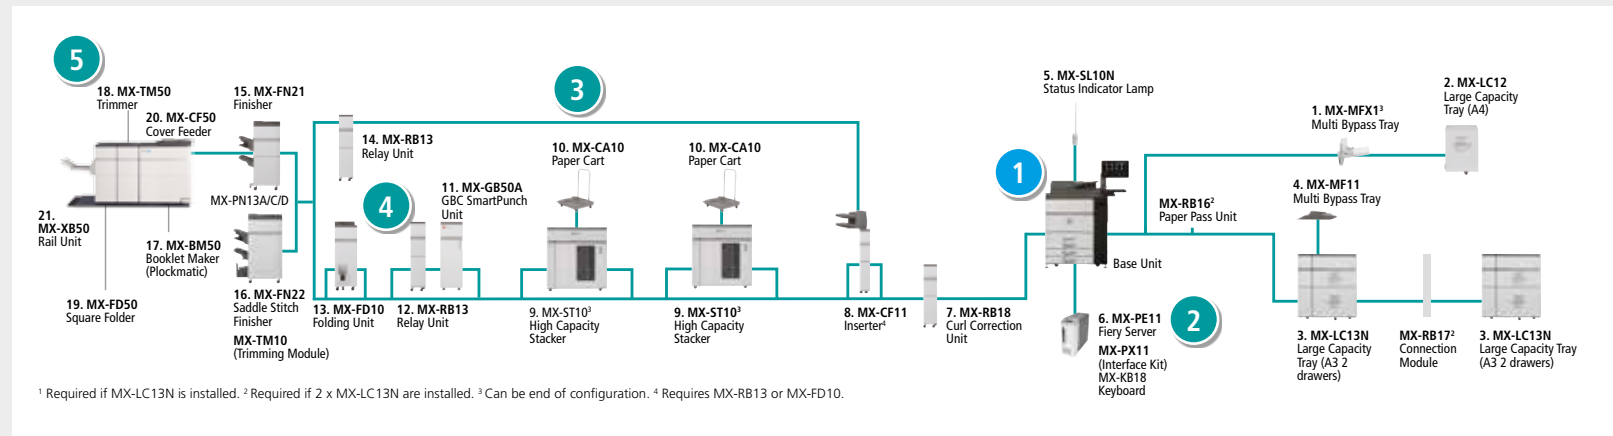 5
18. MX-TM50
Trimmer
20. MX-CF50
Cover Feeder
15. MX-FN21
Finisher
MX-PN13A/C/D
21.
MX-XB50
Rail Unit
17. MX-BM50
Booklet Maker
(Plockmatic)
19. MX-FD50
Square Folder
16. MX-FN22
Saddle Stitch
Finisher
MX-TM10
(Trimming Module)
3
14. MX-RB13
Relay Unit
4
11. MX-GB50A
GBC SmartPunch
Unit
13. MX-FD10
Folding Unit
12. MX-RB13
Relay Unit
10. MX-CA10
Paper Cart
9. MX-ST10³
High Capacity
Stacker
10. MX-CA10
Paper Cart
9. MX-ST10³
High Capacity
Stacker
8. MX-CF11
Inserter⁴
7. MX-RB18
Curl Correction
Unit
5. MX-SL10N
Status Indicator Lamp
1
Base Unit
6. MX-PE11
Fiery Server
MX-PX11
(Interface Kit)
MX-KB18
Keyboard
2
MX-RB16²
Paper Pass Unit
1. MX-MFX1³
Multi Bypass Tray
2. MX-LC12
Large Capacity
Tray (A4)
4. MX-MF11
Multi Bypass Tray
3. MX-LC13N
Large Capacity
Tray (A3 2
drawers)
MX-RB17²
Connection
Module
3. MX-LC13N
Large Capacity Tray
(A3 2 drawers)
¹ Required if MX-LC13N is installed. ² Required if 2 x MX-LC13N are installed. ³ Can be end of configuration. ⁴ Requires MX-RB13 or MX-FD10.